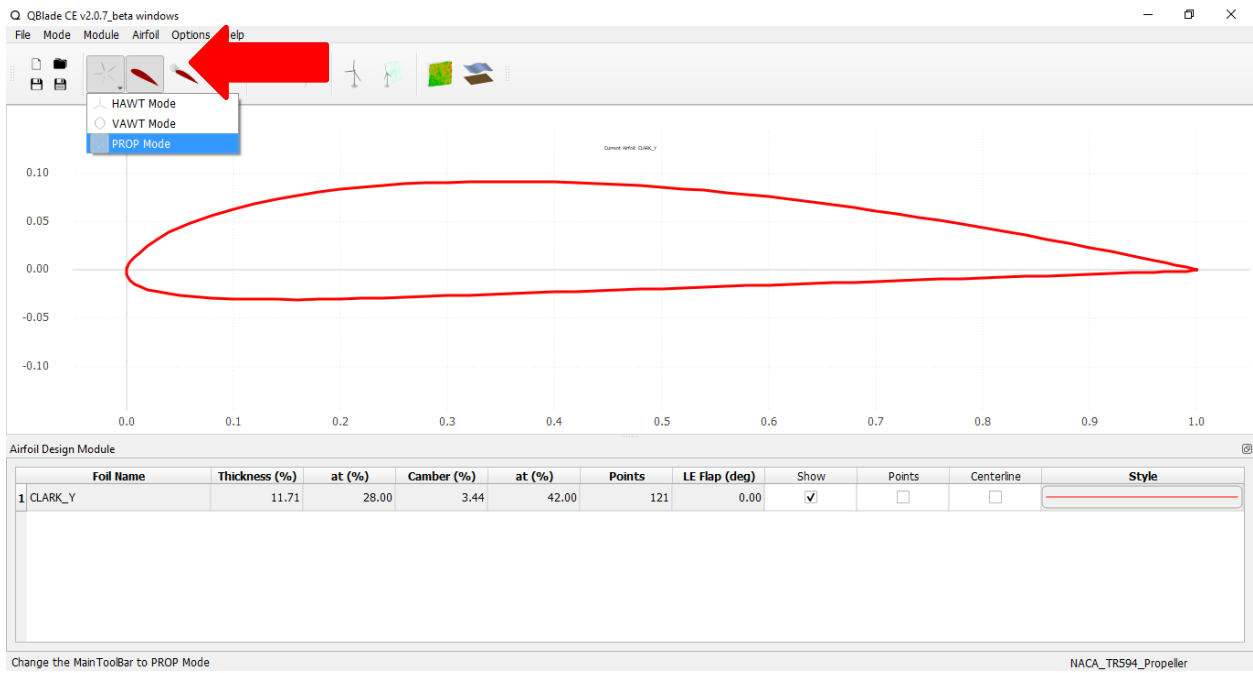 QBlade CE v2.0.7_beta windows
File Mode Module Airfoil Options
HAWT Mode
VAWT Mode
PROP Mode
Current Airfoil: CLARK_Y
0.10
0.05
0.00
-0.05
-0.10
0.0 0.1 0.2 0.3 0.4 0.5 0.6 0.7 0.8 0.9 1.0
Airfoil Design Module
Foil Name Thickness (%) at (%) Camber (%) at (%) Points LE Flap (deg) Show Points Centerline Style
1 CLARK_Y 11.71 28.00 3.44 42.00 121 0.00
Change the MainToolBar to PROP Mode NACA_TR594_Propeller